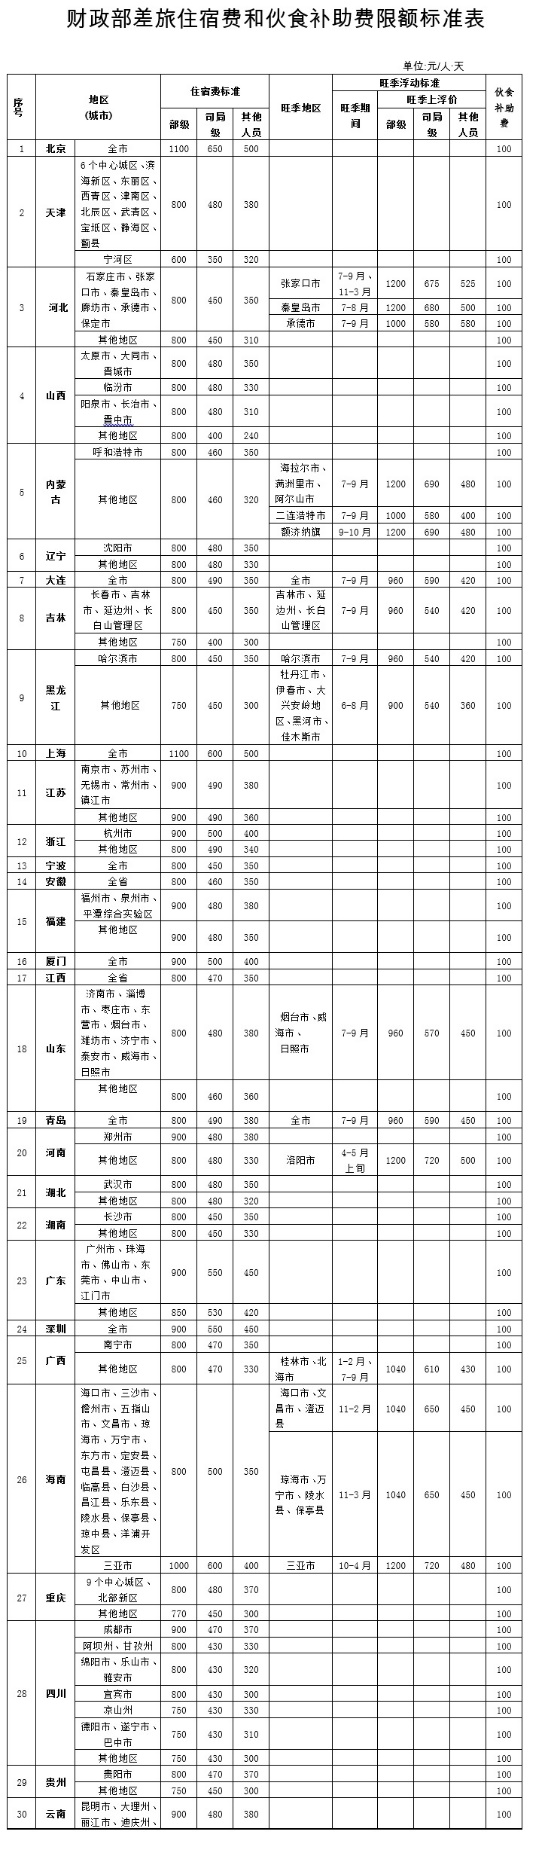 财政部差旅住宿费和伙食补助费限额标准表
单位:元/人·天
序号 地区(城市) 住宿费标准 旺季地区 旺季浮动标准 伙食补助费
旺季期间 旺季上浮价
部级 司局级 其他人员 部级 司局级 其他人员
1 北京 全市 1100 650 500 100
2 天津 6个中心城区、滨海新区、东丽区、西青区、津南区、北辰区、武清区、宝坻区、静海区、蓟县 800 480 380 100
宁河区 600 350 320 100
3 河北 石家庄市、张家口市、秦皇岛市、廊坊市、承德市、保定市 800 450 350 张家口市 7-9月、11-3月 1200 675 525 100
秦皇岛市 7-8月 1200 680 500 100
承德市 7-9月 1000 580 580 100
其他地区 800 450 310 100
4 山西 太原市、大同市、晋城市 800 480 350 100
临汾市 800 480 330 100
阳泉市、长治市、晋中市 800 480 310 100
其他地区 800 400 240 100
5 内蒙古 呼和浩特市 800 460 350 100
其他地区 800 460 320 海拉尔市、满洲里市、阿尔山市 7-9月 1200 690 480 100
二连浩特市 7-9月 1000 580 400 100
额济纳旗 9-10月 1200 690 480 100
6 辽宁 沈阳市 800 480 350 100
其他地区 800 480 330 100
7 大连 全市 800 490 350 全市 7-9月 960 590 420 100
8 吉林 长春市、吉林市、延边州、长白山管理区 800 450 350 吉林市、延边州、长白山管理区 7-9月 960 540 420 100
其他地区 750 400 300 100
9 黑龙江 哈尔滨市 800 450 350 哈尔滨市 7-9月 960 540 420 100
其他地区 750 450 300 牡丹江市、伊春市、大兴安岭地区、黑河市、佳木斯市 6-8月 900 540 360 100
10 上海 全市 1100 600 500 100
11 江苏 南京市、苏州市、无锡市、常州市、镇江市 900 490 380 100
其他地区 900 490 360 100
12 浙江 杭州市 900 500 400 100
其他地区 800 490 340 100
13 宁波 全市 800 450 350 100
14 安徽 全省 800 460 350 100
15 福建 福州市、泉州市、平潭综合实验区 900 480 380 100
其他地区 900 480 350 100
16 厦门 全市 900 500 400 100
17 江西 全省 800 470 350 100
18 山东 济南市、淄博市、枣庄市、东营市、烟台市、潍坊市、济宁市、泰安市、威海市、日照市 800 480 380 烟台市、威海市、日照市 7-9月 960 570 450 100
其他地区 800 460 360 100
19 青岛 全市 800 490 380 全市 7-9月 960 590 450 100
20 河南 郑州市 900 480 380 100
其他地区 800 480 330 洛阳市 4-5月上旬 1200 720 500 100
21 湖北 武汉市 800 480 350 100
其他地区 800 480 320 100
22 湖南 长沙市 800 450 350 100
其他地区 800 450 330 100
23 广东 广州市、珠海市、佛山市、东莞市、中山市、江门市 900 550 450 100
其他地区 850 530 420 100
24 深圳 全市 900 550 450 100
25 广西 南宁市 800 470 350 100
其他地区 800 470 330 桂林市、北海市 1-2月、7-9月 1040 610 430 100
26 海南 海口市、三沙市、儋州市、五指山市、文昌市、琼海市、万宁市、东方市、定安县、屯昌县、澄迈县、临高县、白沙县、昌江县、乐东县、陵水县、保亭县、琼中县、洋浦开发区 800 500 350 海口市、文昌市、澄迈县 11-2月 1040 650 450 100
琼海市、万宁市、陵水县、保亭县 11-3月 1040 650 450 100
三亚市 1000 600 400 三亚市 10-4月 1200 720 480 100
27 重庆 9个中心城区、北部新区 800 480 370 100
其他地区 770 450 300 100
28 四川 成都市 900 470 370 100
阿坝州、甘孜州 800 430 330 100
绵阳市、乐山市、雅安市 800 430 320 100
宜宾市 800 430 300 100
凉山州 750 430 330 100
德阳市、遂宁市、巴中市 750 430 310 100
其他地区 750 430 300 100
29 贵州 贵阳市 800 470 370 100
其他地区 750 450 300 100
30 云南 昆明市、大理州、丽江市、迪庆州、 900 480 380 100